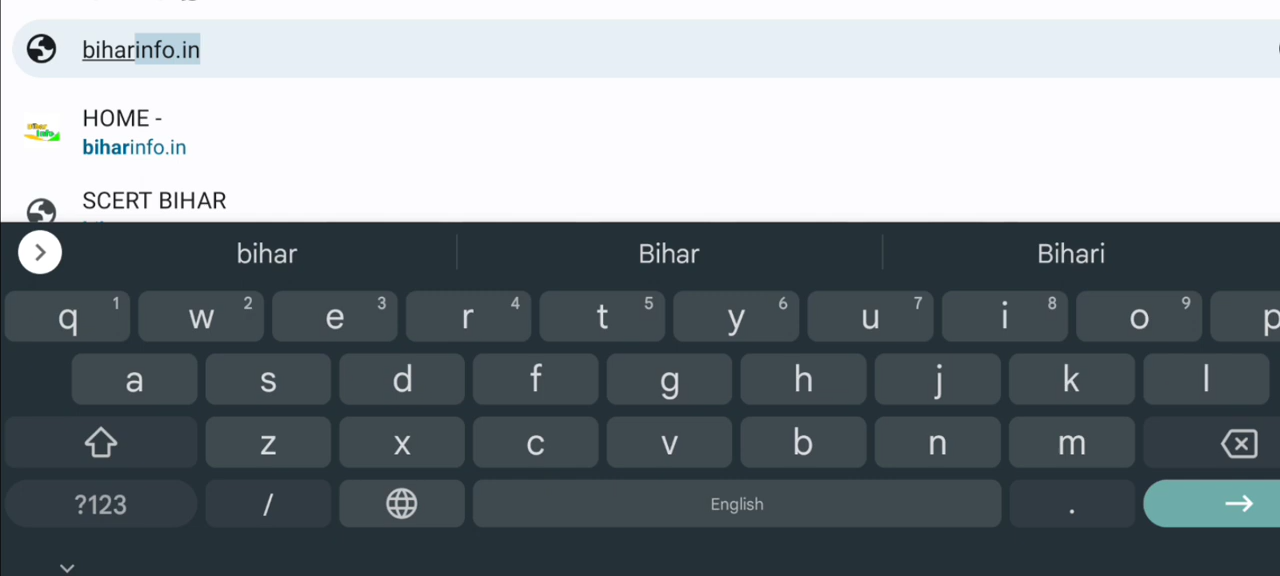 biharinfo.in
HOME -
biharinfo.in
SCERT BIHAR
bihar Bihar Bihari
q 1 w 2 e 3 r 4 t 5 y 6 u 7 i 8 o 9 p
a s d f g h j k l
z x c v b n m
?123 / English .